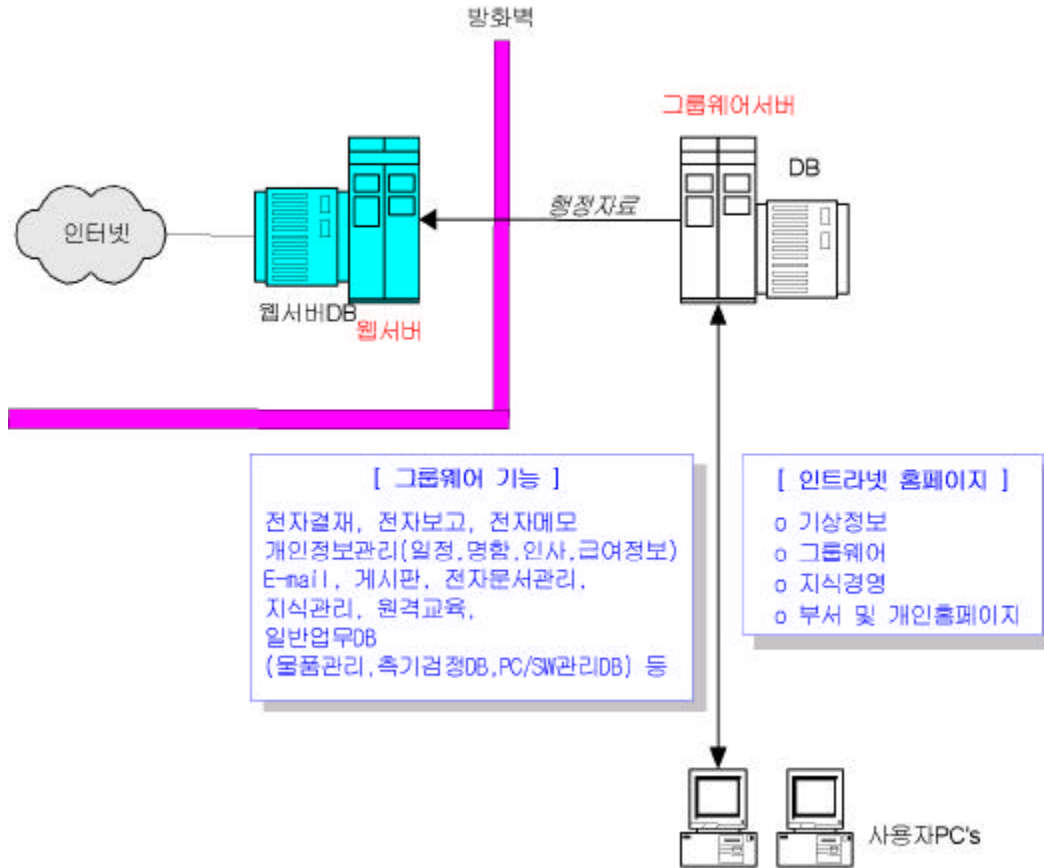 방화벽
그룹웨어서버
DB
행정자료
인터넷
웹서버DB
웹서버
[ 그룹웨어 기능 ]
전자결재, 전자보고, 전자메모
개인정보관리(일정,명함,인사,급여정보)
E-mail, 게시판, 전자문서관리,
지식관리, 원격교육,
일반업무DB
(물품관리,측기검정DB,PC/SW관리DB) 등
[ 인트라넷 홈페이지 ]
o 기상정보
o 그룹웨어
o 지식경영
o 부서 및 개인홈페이지
사용자PC's